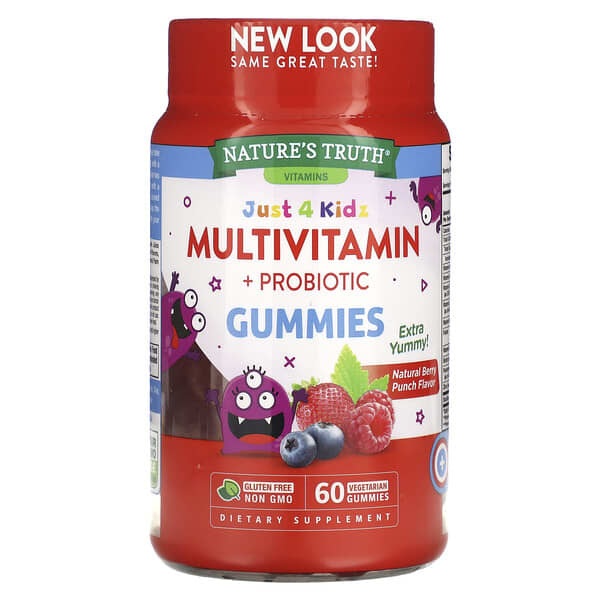 NEW LOOK
SAME GREAT TASTE!
NATURE'S TRUTH®
VITAMINS
Just 4 Kidz
MULTIVITAMIN
+ PROBIOTIC
GUMMIES
Extra
Yummy!
Natural Berry
Punch Flavor
GLUTEN FREE
NON GMO
60 VEGETARIAN
GUMMIES
DIETARY SUPPLEMENT